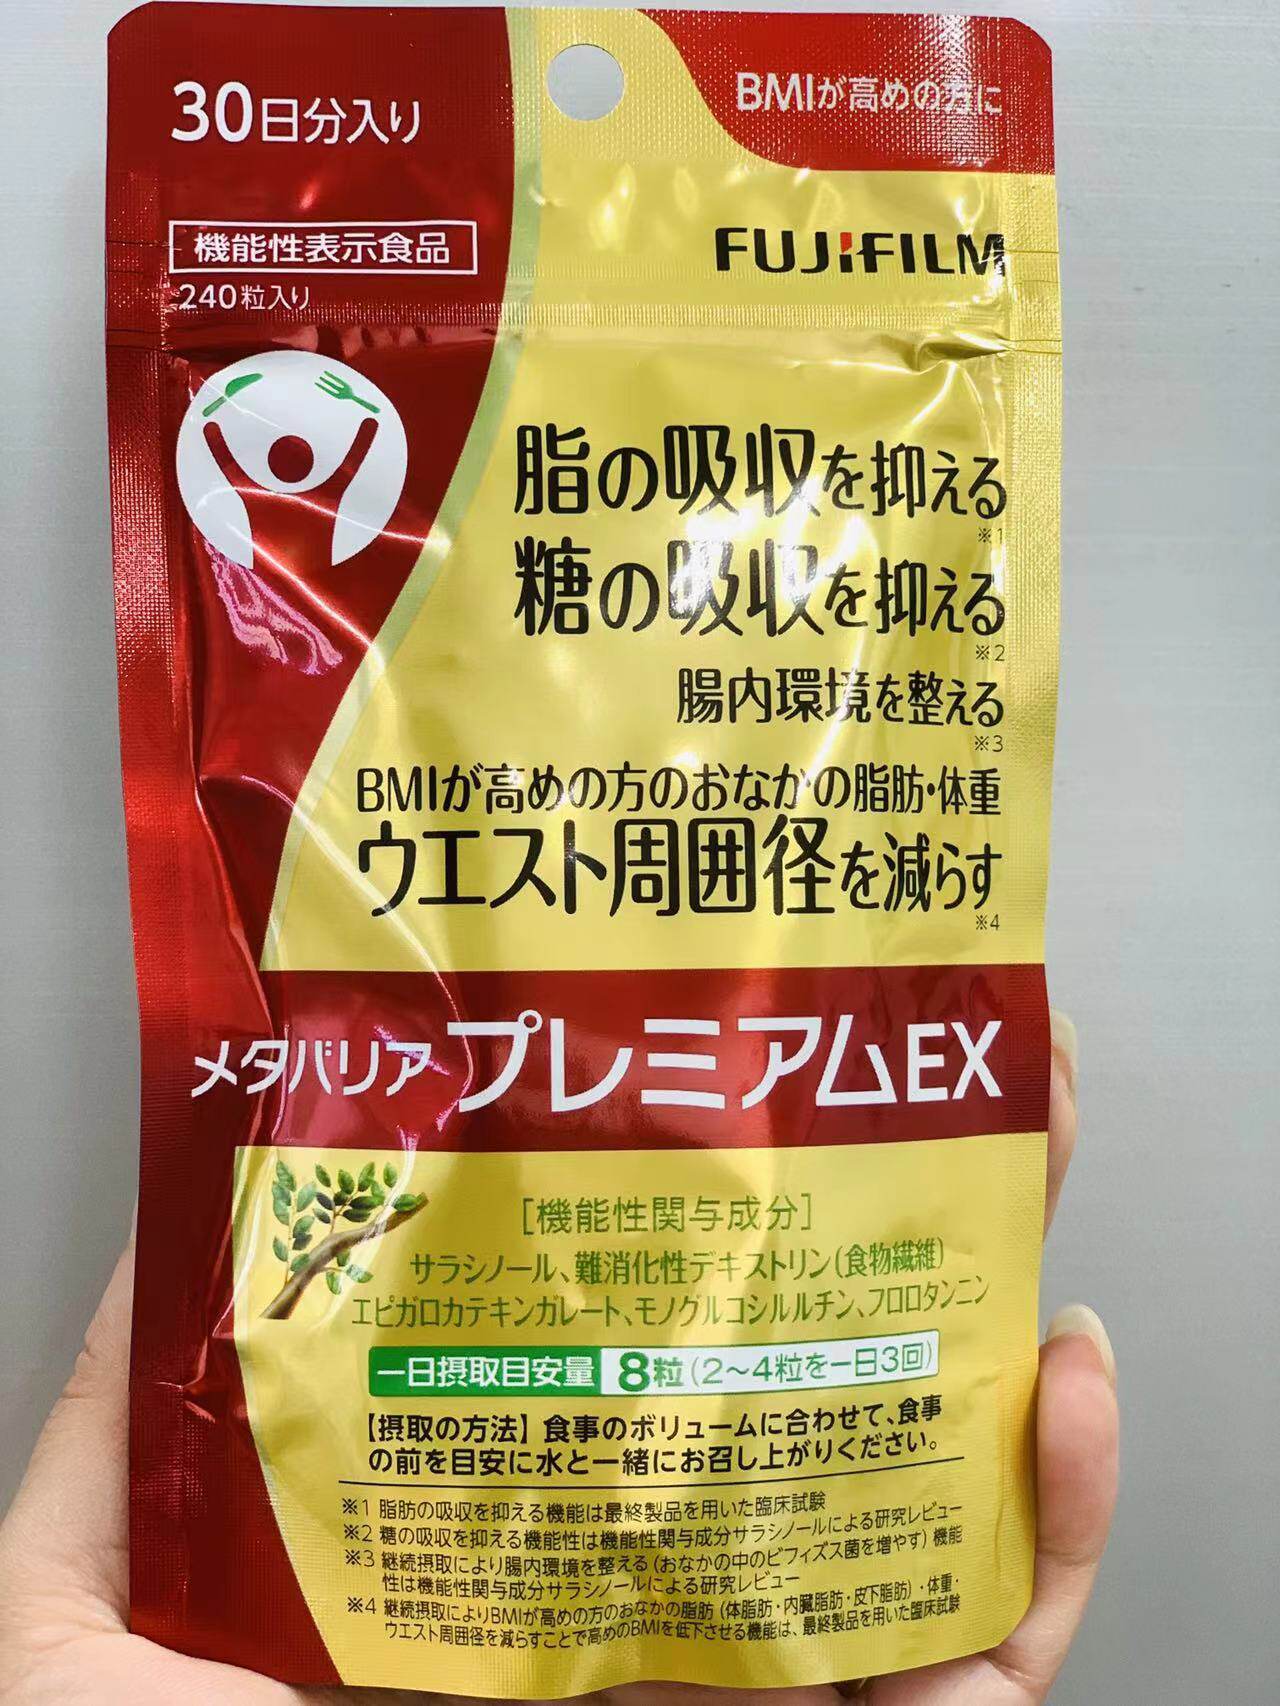 30日分入り
BMIが高めの方に
機能性表示食品
FUJIFILM
240粒入り
脂の吸収を抑える
※1
糖の吸収を抑える
※2
腸内環境を整える
※3
BMIが高めの方のおなかの脂肪・体重
ウエスト周囲径を減らす
※4
メタバリア プレミアムEX
[機能性関与成分]
サラシノール、難消化性デキストリン(食物繊維)
エピガロカテキンガレート、モノグルコシルルチン、フロロタンニン
一日摂取目安量 8粒(2~4粒を一日3回)
【摂取の方法】食事のボリュームに合わせて、食事
の前を目安に水と一緒にお召し上がりください。
※1 脂肪の吸収を抑える機能は最終製品を用いた臨床試験
※2 糖の吸収を抑える機能性は機能性関与成分サラシノールによる研究レビュー
※3 継続摂取により腸内環境を整える(おなかの中のビフィズス菌を増やす)機能
性は機能性関与成分サラシノールによる研究レビュー
※4 継続摂取によりBMIが高めの方のおなかの脂肪(体脂肪・内臓脂肪・皮下脂肪)・体重・
ウエスト周囲径を減らすことで高めのBMIを低下させる機能は、最終製品を用いた臨床試験